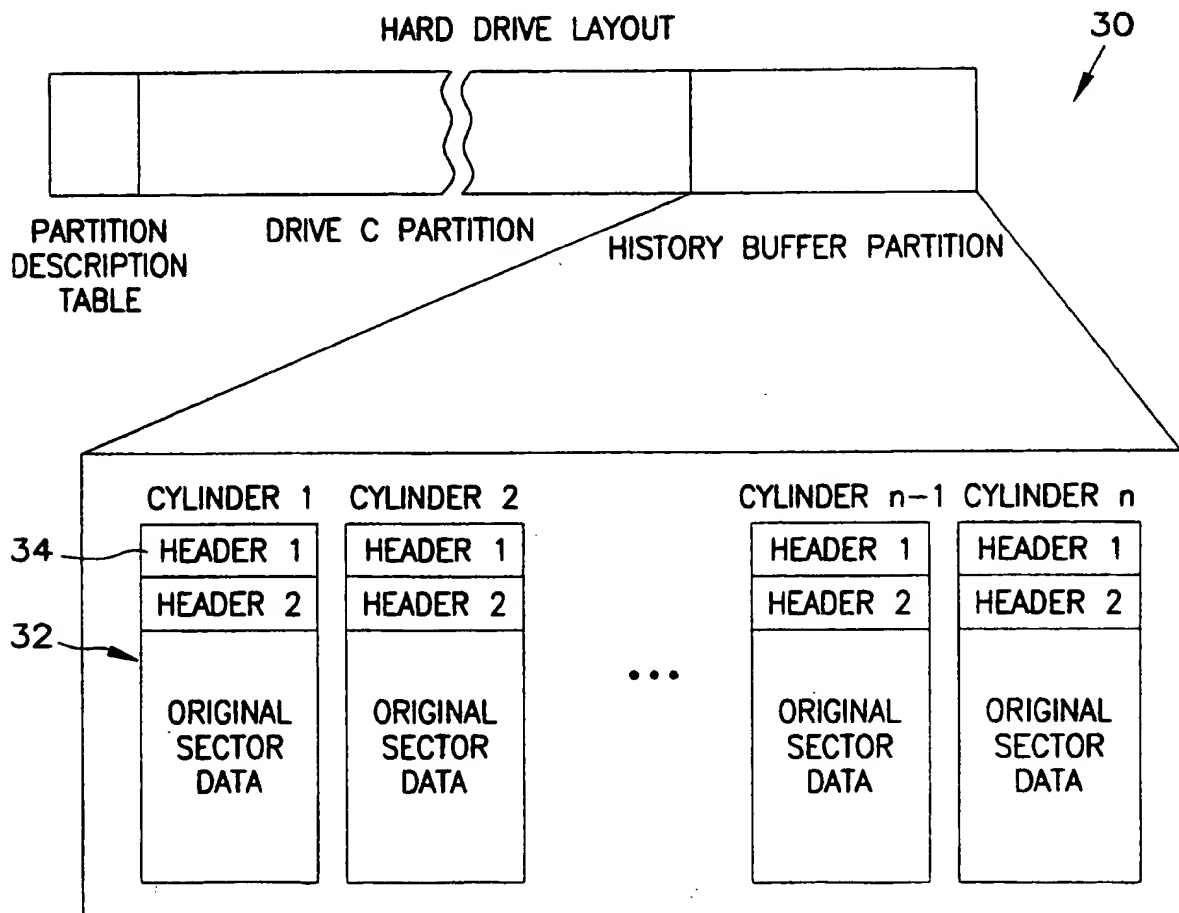 HARD DRIVE LAYOUT
30
PARTITION
DESCRIPTION
TABLE
DRIVE C PARTITION
HISTORY BUFFER PARTITION
CYLINDER 1
CYLINDER 2
CYLINDER n-1
CYLINDER n
34
HEADER 1
HEADER 1
HEADER 1
HEADER 1
HEADER 2
HEADER 2
HEADER 2
HEADER 2
32
ORIGINAL
SECTOR
DATA
ORIGINAL
SECTOR
DATA
•••
ORIGINAL
SECTOR
DATA
ORIGINAL
SECTOR
DATA